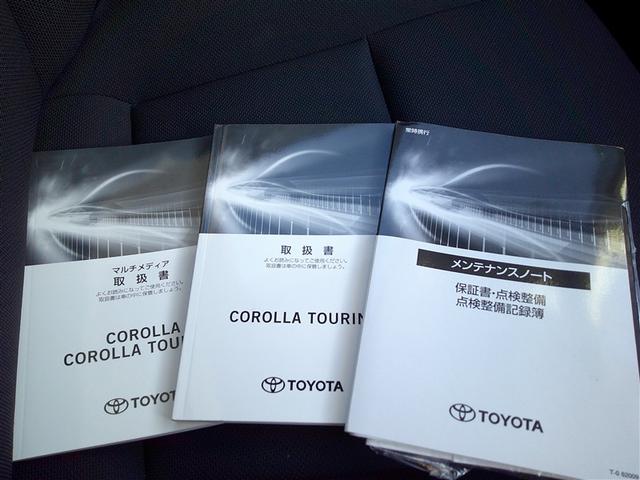 マルチメディア
取扱書
よくお読みになってご使用ください。
取扱書は車の中に保管しましょう。
COROLLA
COROLLA
TOYOTA
取扱書
よくお読みになってご使用ください。
取扱書は車の中に保管しましょう。
COROLLA
TOYOTA
常時携行
メンテナンスノート
保証書・点検整備
点検整備記録簿
TOYOTA